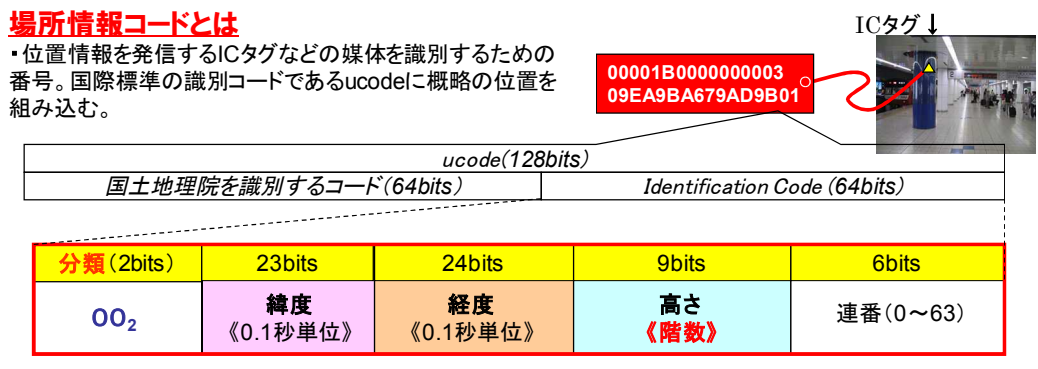 場所情報コードとは
▪位置情報を発信するICタグなどの媒体を識別するための
番号。国際標準の識別コードであるucodeに概略の位置を
組み込む。
ICタグ↓
00001B0000000003
09EA9BA679AD9B01
ucode(128bits)
国土地理院を識別するコード(64bits) Identification Code (64bits)
分類(2bits) 23bits 24bits 9bits 6bits
00₂ 緯度 経度 高さ 連番(0～63)
《0.1秒単位》 《0.1秒単位》 《階数》